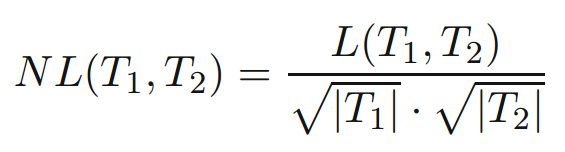 NL(T₁, T₂) = L(T₁, T₂) / (√|T₁| · √|T₂|)